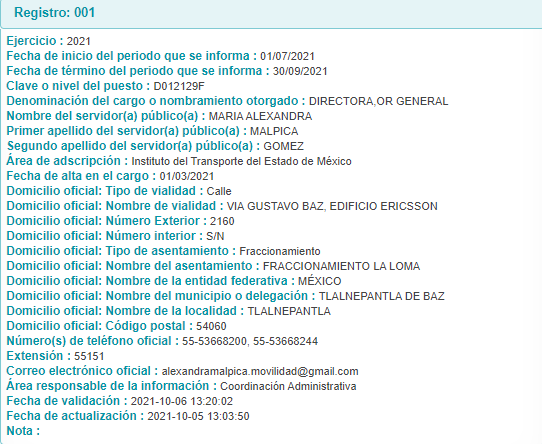 Registro: 001
Ejercicio : 2021
Fecha de inicio del periodo que se informa : 01/07/2021
Fecha de término del periodo que se informa : 30/09/2021
Clave o nivel del puesto : D012129F
Denominación del cargo o nombramiento otorgado : DIRECTORA,OR GENERAL
Nombre del servidor(a) público(a) : MARIA ALEXANDRA
Primer apellido del servidor(a) público(a) : MALPICA
Segundo apellido del servidor(a) público(a) : GOMEZ
Área de adscripción : Instituto del Transporte del Estado de México
Fecha de alta en el cargo : 01/03/2021
Domicilio oficial: Tipo de vialidad : Calle
Domicilio oficial: Nombre de vialidad : VIA GUSTAVO BAZ, EDIFICIO ERICSSON
Domicilio oficial: Número Exterior : 2160
Domicilio oficial: Número interior : S/N
Domicilio oficial: Tipo de asentamiento : Fraccionamiento
Domicilio oficial: Nombre del asentamiento : FRACCIONAMIENTO LA LOMA
Domicilio oficial: Nombre de la entidad federativa : MÉXICO
Domicilio oficial: Nombre del municipio o delegación : TLALNEPANTLA DE BAZ
Domicilio oficial: Nombre de la localidad : TLALNEPANTLA
Domicilio oficial: Código postal : 54060
Número(s) de teléfono oficial : 55-53668200, 55-53668244
Extensión : 55151
Correo electrónico oficial : alexandramalpica.movilidad@gmail.com
Área responsable de la información : Coordinación Administrativa
Fecha de validación : 2021-10-06 13:20:02
Fecha de actualización : 2021-10-05 13:03:50
Nota :